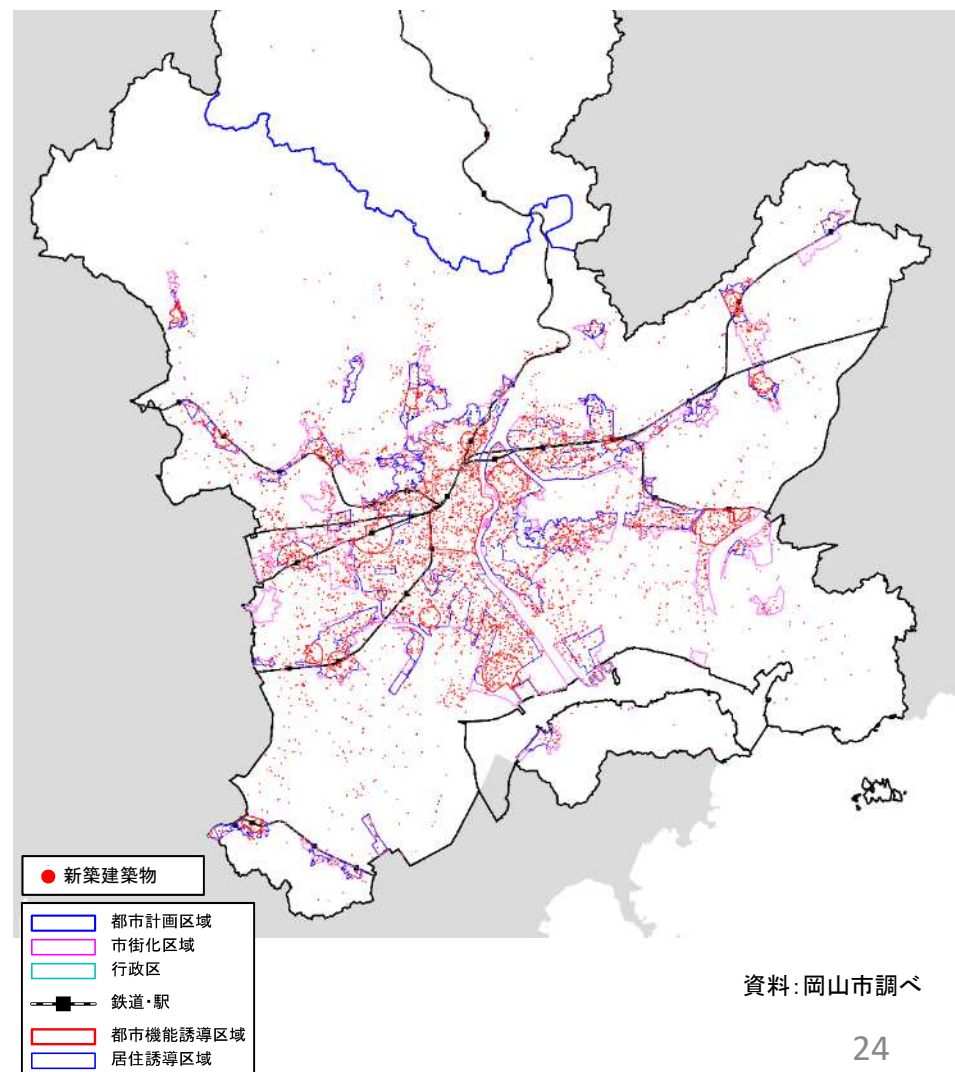 新築建築物
都市計画区域
市街化区域
行政区
鉄道・駅
都市機能誘導区域
居住誘導区域
資料：岡山市調べ
24